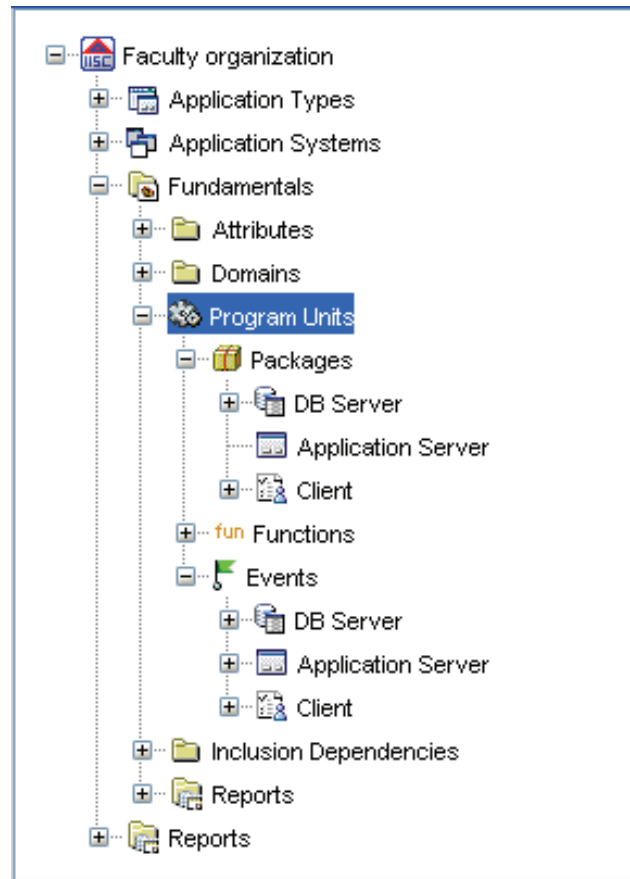 IISC Faculty organization
Application Types
Application Systems
Fundamentals
Attributes
Domains
Program Units
Packages
DB Server
Application Server
Client
fun Functions
Events
DB Server
Application Server
Client
Inclusion Dependencies
Reports
Reports